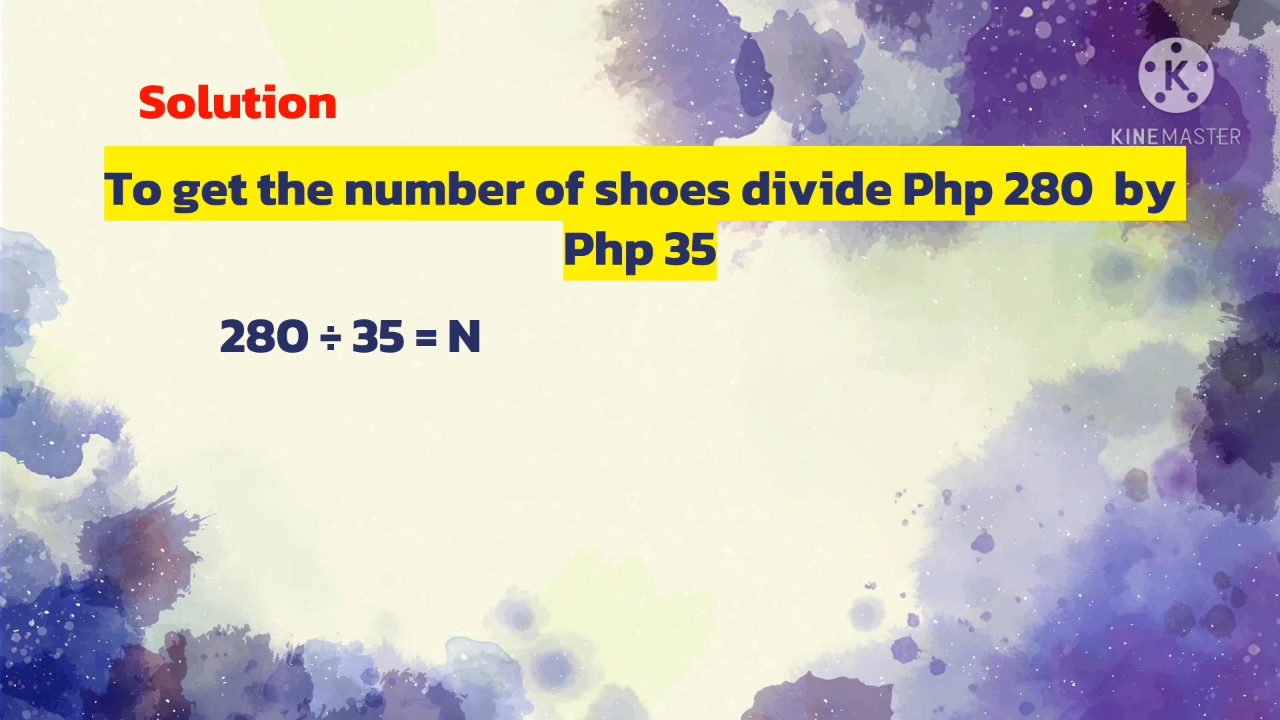 K
KINEMASTER
Solution
To get the number of shoes divide Php 280 by
Php 35
280 ÷ 35 = N